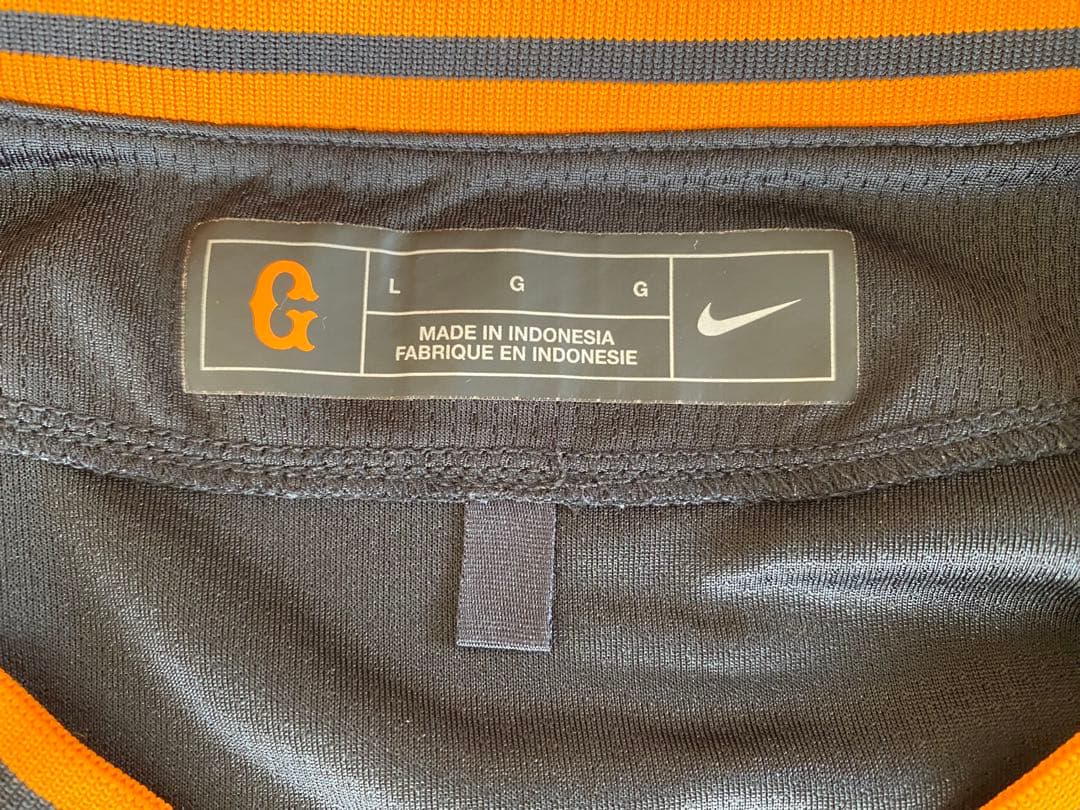 G
L G G
MADE IN INDONESIA
FABRIQUE EN INDONESIE